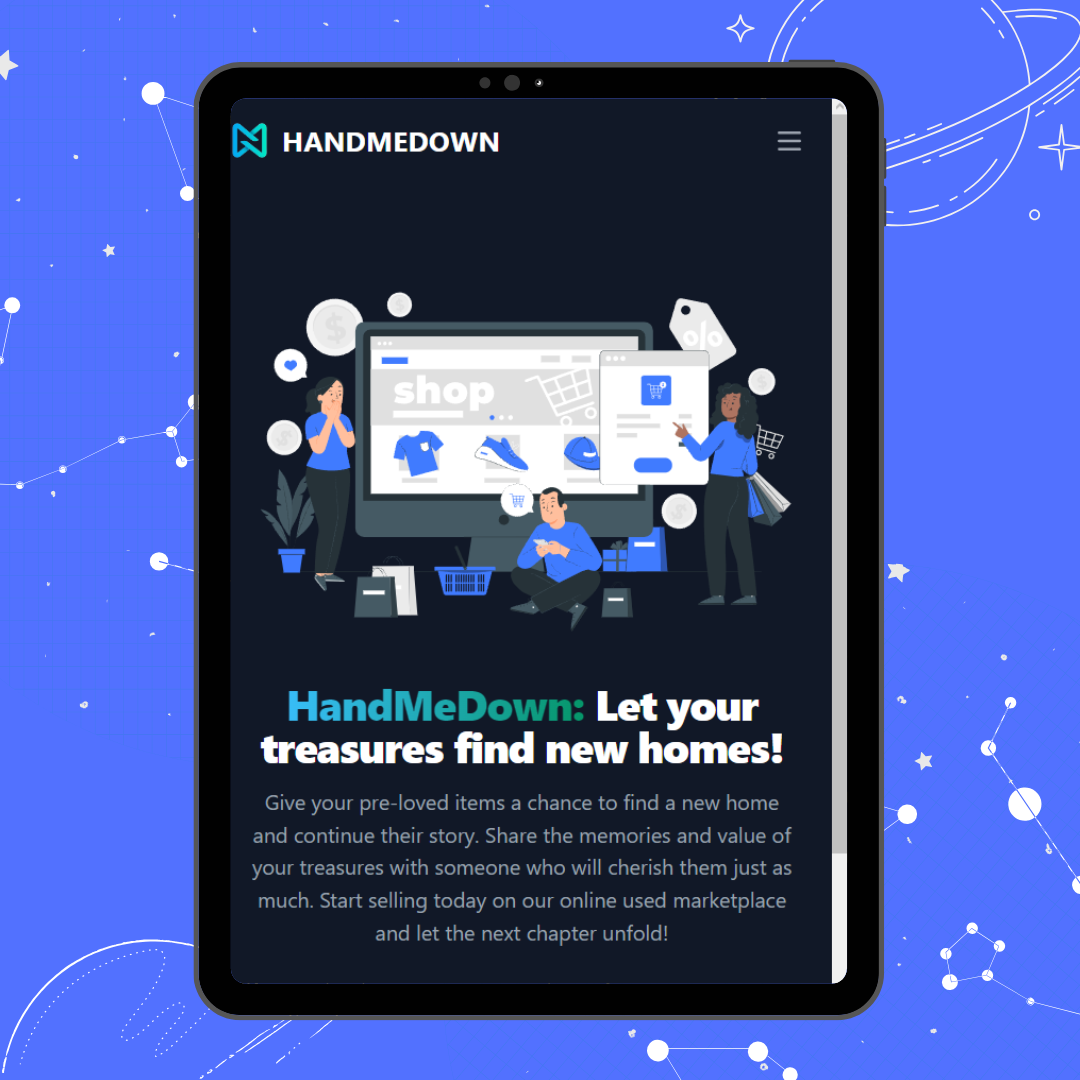 HANDMEDOWN
$
$
%
shop
$
$
$
HandMeDown: Let your
treasures find new homes!
Give your pre-loved items a chance to find a new home
and continue their story. Share the memories and value of
your treasures with someone who will cherish them just as
much. Start selling today on our online used marketplace
and let the next chapter unfold!